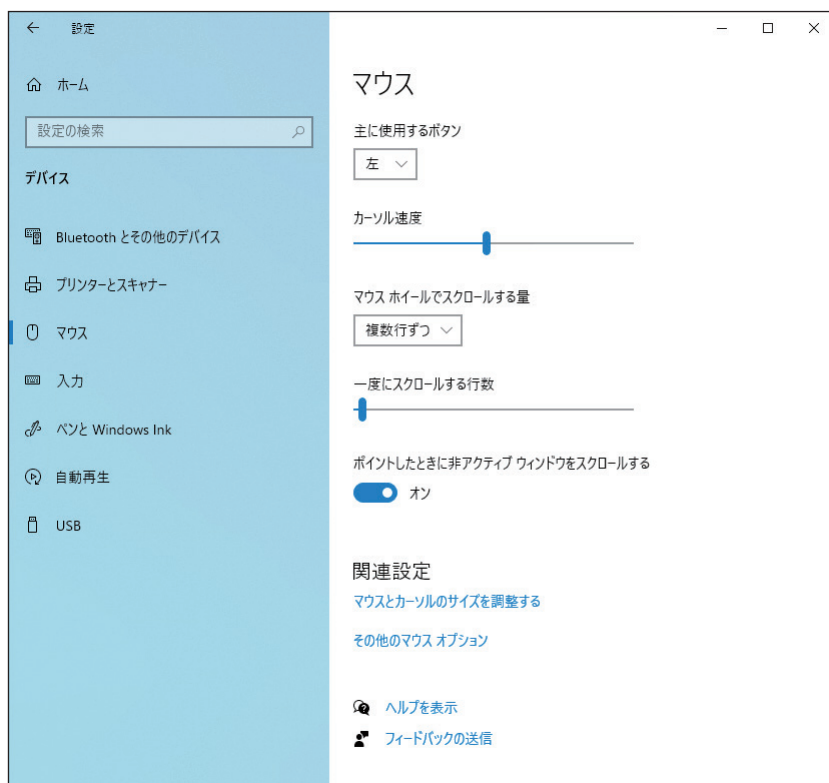 設定
ホーム
設定の検索
デバイス
Bluetooth とその他のデバイス
プリンターとスキャナー
マウス
入力
ペンと Windows Ink
自動再生
USB
マウス
主に使用するボタン
左
カーソル速度
マウス ホイールでスクロールする量
複数行ずつ
一度にスクロールする行数
ポイントしたときに非アクティブ ウィンドウをスクロールする
オン
関連設定
マウスとカーソルのサイズを調整する
その他のマウス オプション
ヘルプを表示
フィードバックの送信